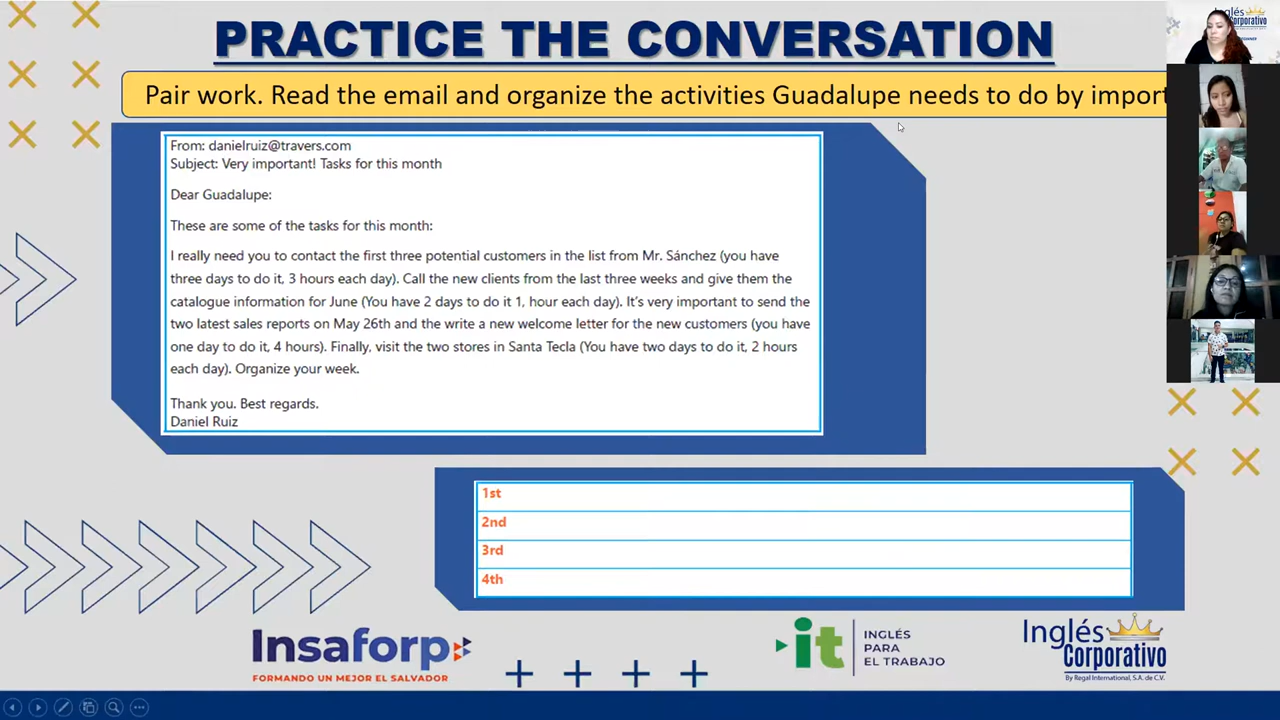 PRACTICE THE CONVERSATION
Pair work. Read the email and organize the activities Guadalupe needs to do by import
From: danielruiz@travers.com
Subject: Very important! Tasks for this month
Dear Guadalupe:
These are some of the tasks for this month:
I really need you to contact the first three potential customers in the list from Mr. Sánchez (you have
three days to do it, 3 hours each day). Call the new clients from the last three weeks and give them the
catalogue information for June (You have 2 days to do it 1, hour each day). It's very important to send the
two latest sales reports on May 26th and the write a new welcome letter for the new customers (you have
one day to do it, 4 hours). Finally, visit the two stores in Santa Tecla (You have two days to do it, 2 hours
each day). Organize your week.
Thank you. Best regards.
Daniel Ruiz
1st
2nd
3rd
4th
Insaforp
FORMANDO UN MEJOR EL SALVADOR
it
INGLÉS
PARA
EL TRABAJO
Inglés
Corporativo
By Regal International, S.A. de C.V.
Inglés
Corporativo